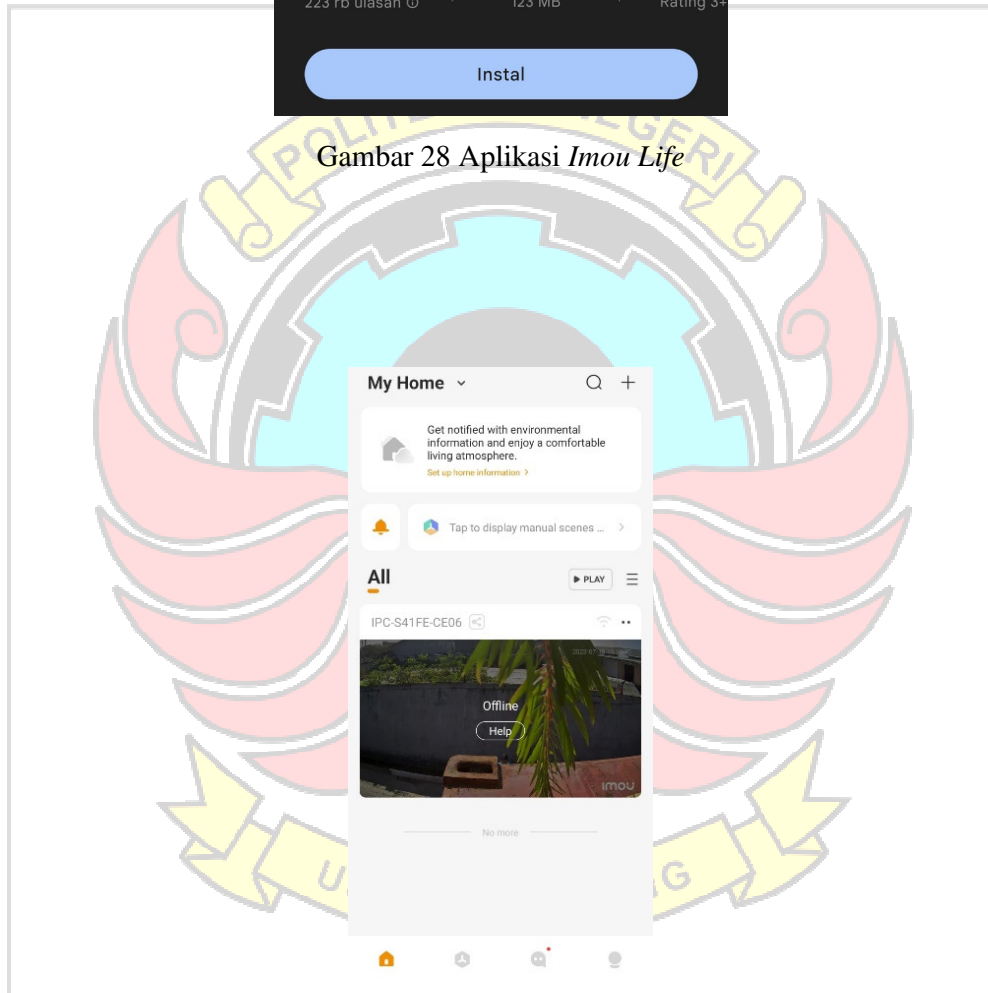 223 rb ulasan
123 MB
Rating 3+
Instal
Gambar 28 Aplikasi Imou Life
My Home
Get notified with environmental
information and enjoy a comfortable
living atmosphere.
Set up home information >
Tap to display manual scenes ... >
All
PLAY
IPC-S41FE-CE06
Offline
Help
imou
No more